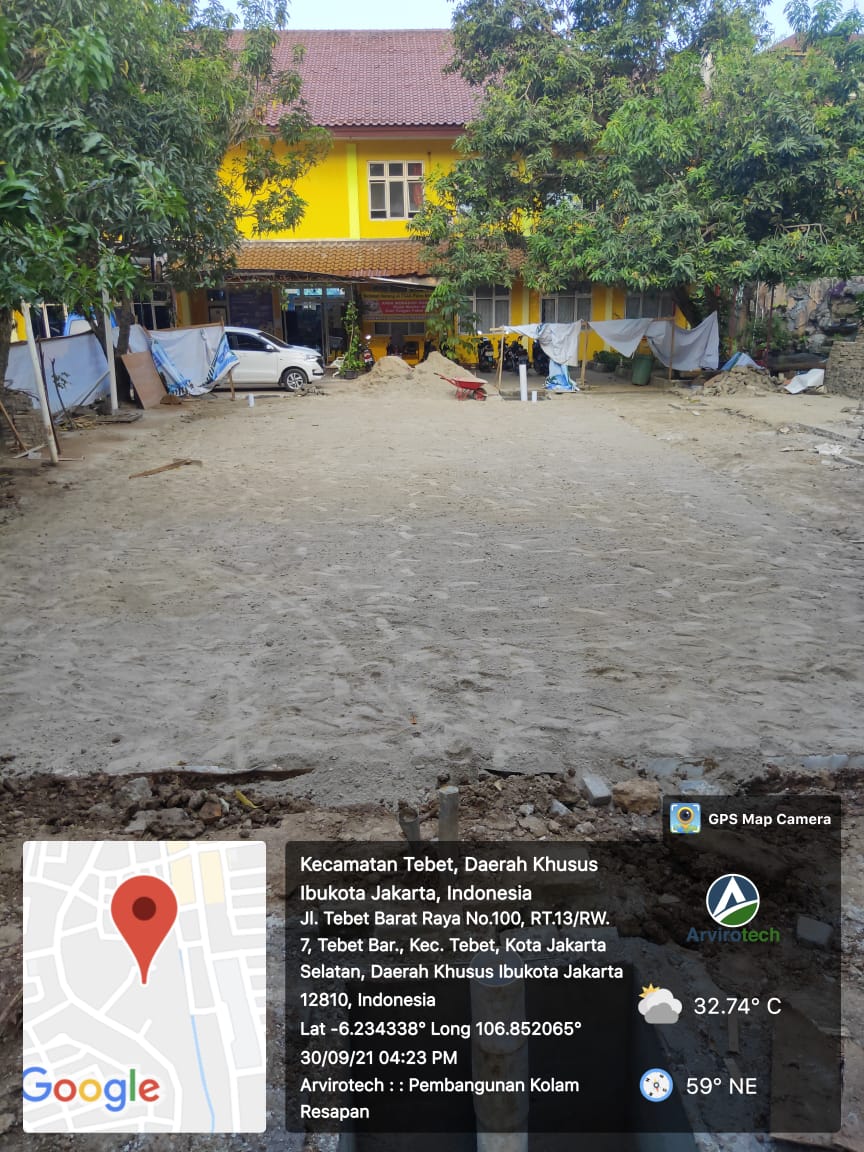 GPS Map Camera
Kecamatan Tebet, Daerah Khusus
Ibukota Jakarta, Indonesia
Jl. Tebet Barat Raya No.100, RT.13/RW.
7, Tebet Bar., Kec. Tebet, Kota Jakarta
Selatan, Daerah Khusus Ibukota Jakarta
12810, Indonesia
Lat -6.234338° Long 106.852065°
30/09/21 04:23 PM
Arvirotech : : Pembangunan Kolam
Resapan
Arvirotech
32.74° C
59° NE
Google